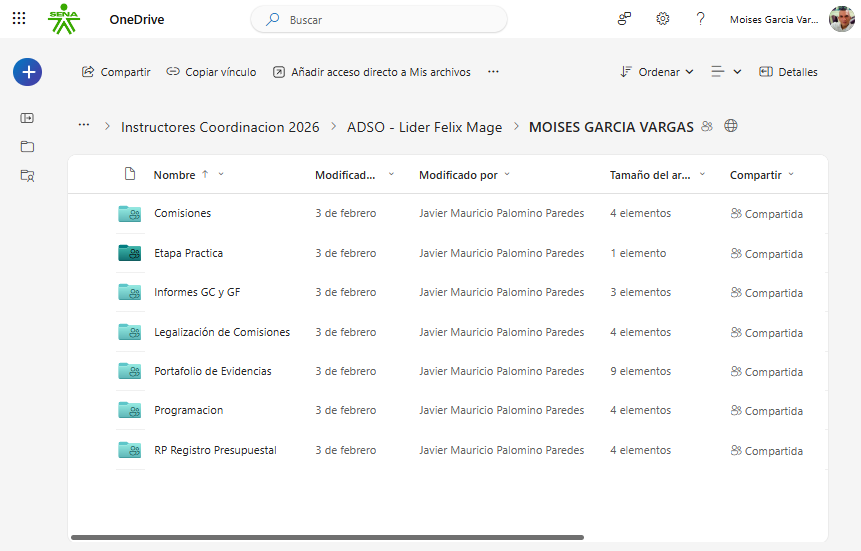 SENA
OneDrive
Buscar
Moises Garcia Var...
Compartir
Copiar vínculo
Añadir acceso directo a Mis archivos
...
Ordenar
Detalles
... > Instructores Coordinacion 2026 > ADSO - Lider Felix Mage > MOISES GARCIA VARGAS
Nombre Modificad... Modificado por Tamaño del ar... Compartir
Comisiones 3 de febrero Javier Mauricio Palomino Paredes 4 elementos Compartida
Etapa Practica 3 de febrero Javier Mauricio Palomino Paredes 1 elemento Compartida
Informes GC y GF 3 de febrero Javier Mauricio Palomino Paredes 3 elementos Compartida
Legalización de Comisiones 3 de febrero Javier Mauricio Palomino Paredes 4 elementos Compartida
Portafolio de Evidencias 3 de febrero Javier Mauricio Palomino Paredes 9 elementos Compartida
Programacion 3 de febrero Javier Mauricio Palomino Paredes 4 elementos Compartida
RP Registro Presupuestal 3 de febrero Javier Mauricio Palomino Paredes 4 elementos Compartida